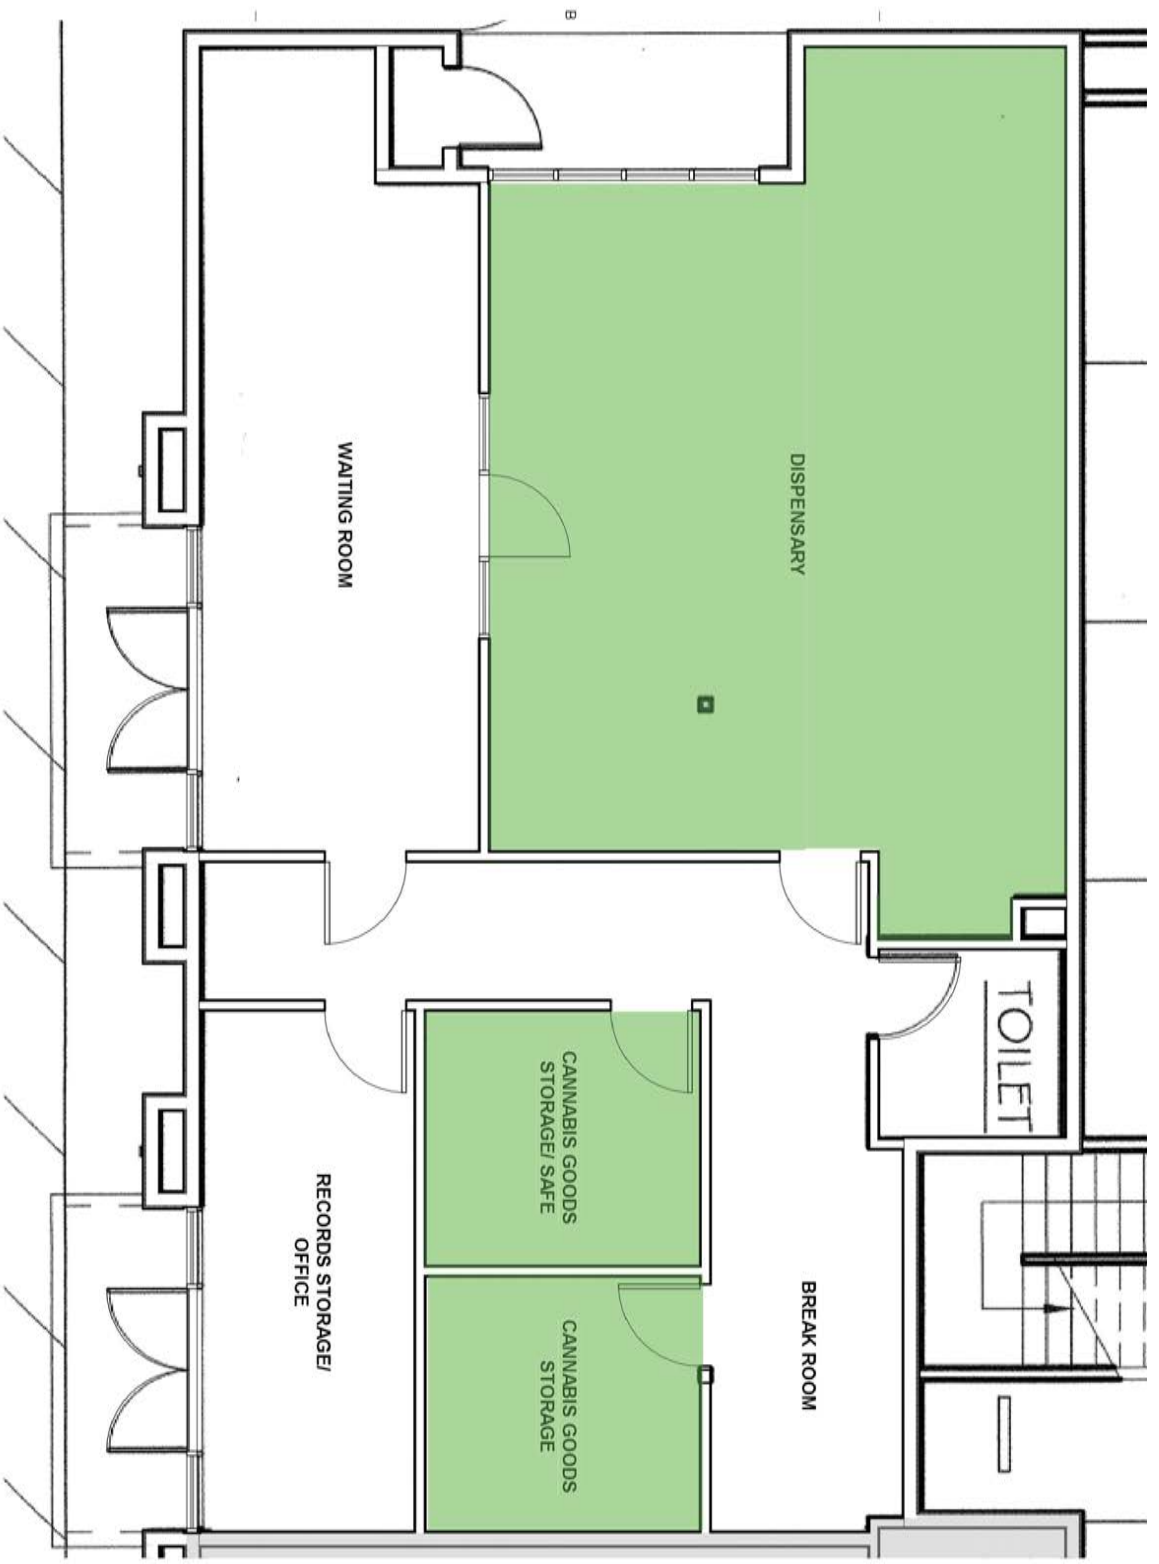 B
WAITING ROOM
DISPENSARY
TOILET
CANNABIS GOODS
STORAGE/ SAFE
RECORDS STORAGE/
OFFICE
CANNABIS GOODS
STORAGE
BREAK ROOM